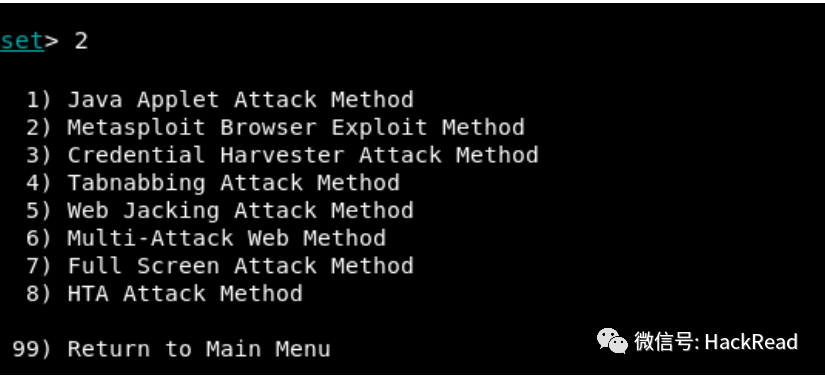 set> 2
1) Java Applet Attack Method
2) Metasploit Browser Exploit Method
3) Credential Harvester Attack Method
4) Tabnabbing Attack Method
5) Web Jacking Attack Method
6) Multi-Attack Web Method
7) Full Screen Attack Method
8) HTA Attack Method
99) Return to Main Menu
微信号: HackRead